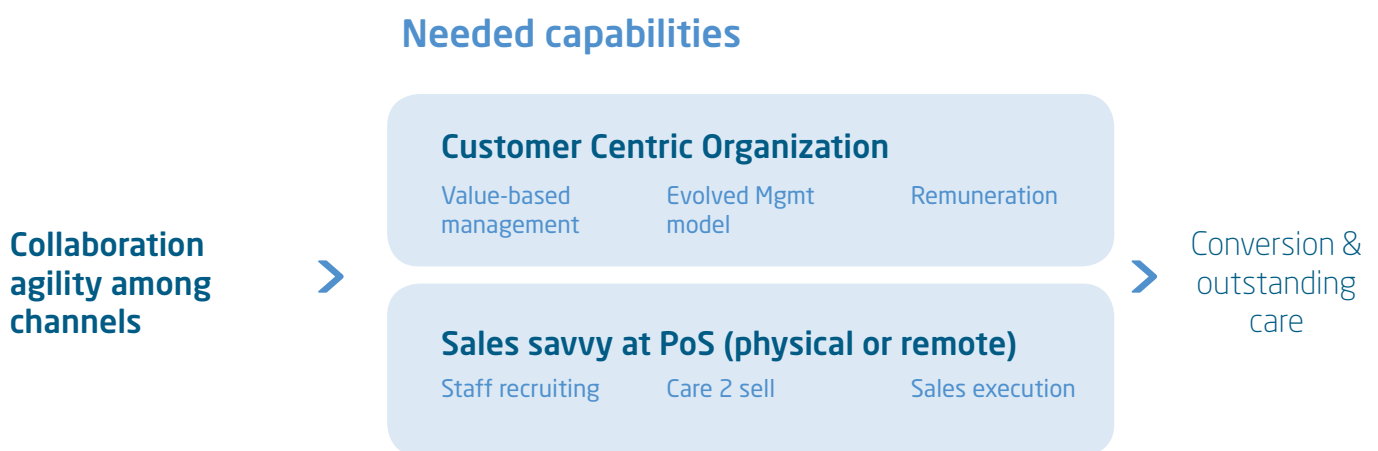 Needed capabilities
Collaboration
agility among
channels
Customer Centric Organization
Value-based
management
Evolved Mgmt
model
Remuneration
Sales savvy at PoS (physical or remote)
Staff recruiting
Care 2 sell
Sales execution
Conversion &
outstanding
care